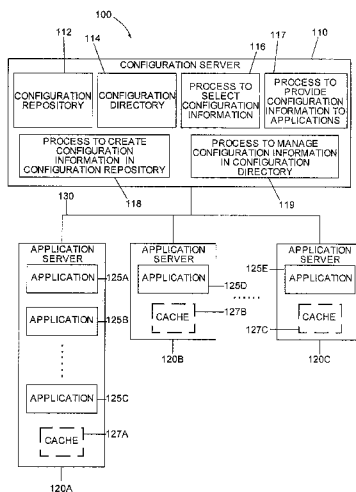 100
112
114
116
117
110
CONFIGURATION SERVER
CONFIGURATION
REPOSITORY
CONFIGURATION
DIRECTORY
PROCESS TO
SELECT
CONFIGURATION
INFORMATION
PROCESS TO
PROVIDE
CONFIGURATION
INFORMATION TO
APPLICATIONS
PROCESS TO CREATE
CONFIGURATION
INFORMATION IN
CONFIGURATION REPOSITORY
PROCESS TO MANAGE
CONFIGURATION INFORMATION
IN CONFIGURATION
DIRECTORY
130
118
119
APPLICATION
SERVER
APPLICATION
125A
APPLICATION
125B
APPLICATION
125C
CACHE
127A
120A
APPLICATION
SERVER
APPLICATION
125D
CACHE
127B
120B
125E
APPLICATION
SERVER
APPLICATION
127C
CACHE
120C